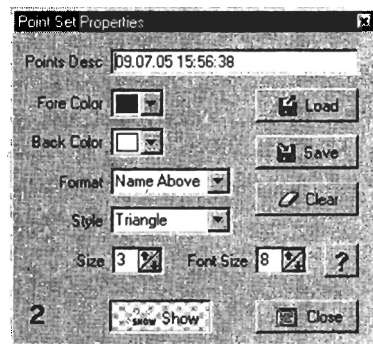 Point Set Properties
Points Desc 09.07.05 15:56:38
Fore Color Load
Back Color Save
Format Name Above Clear
Style Triangle
Size 3 Font Size 8 ?
2 SHOW Show Close